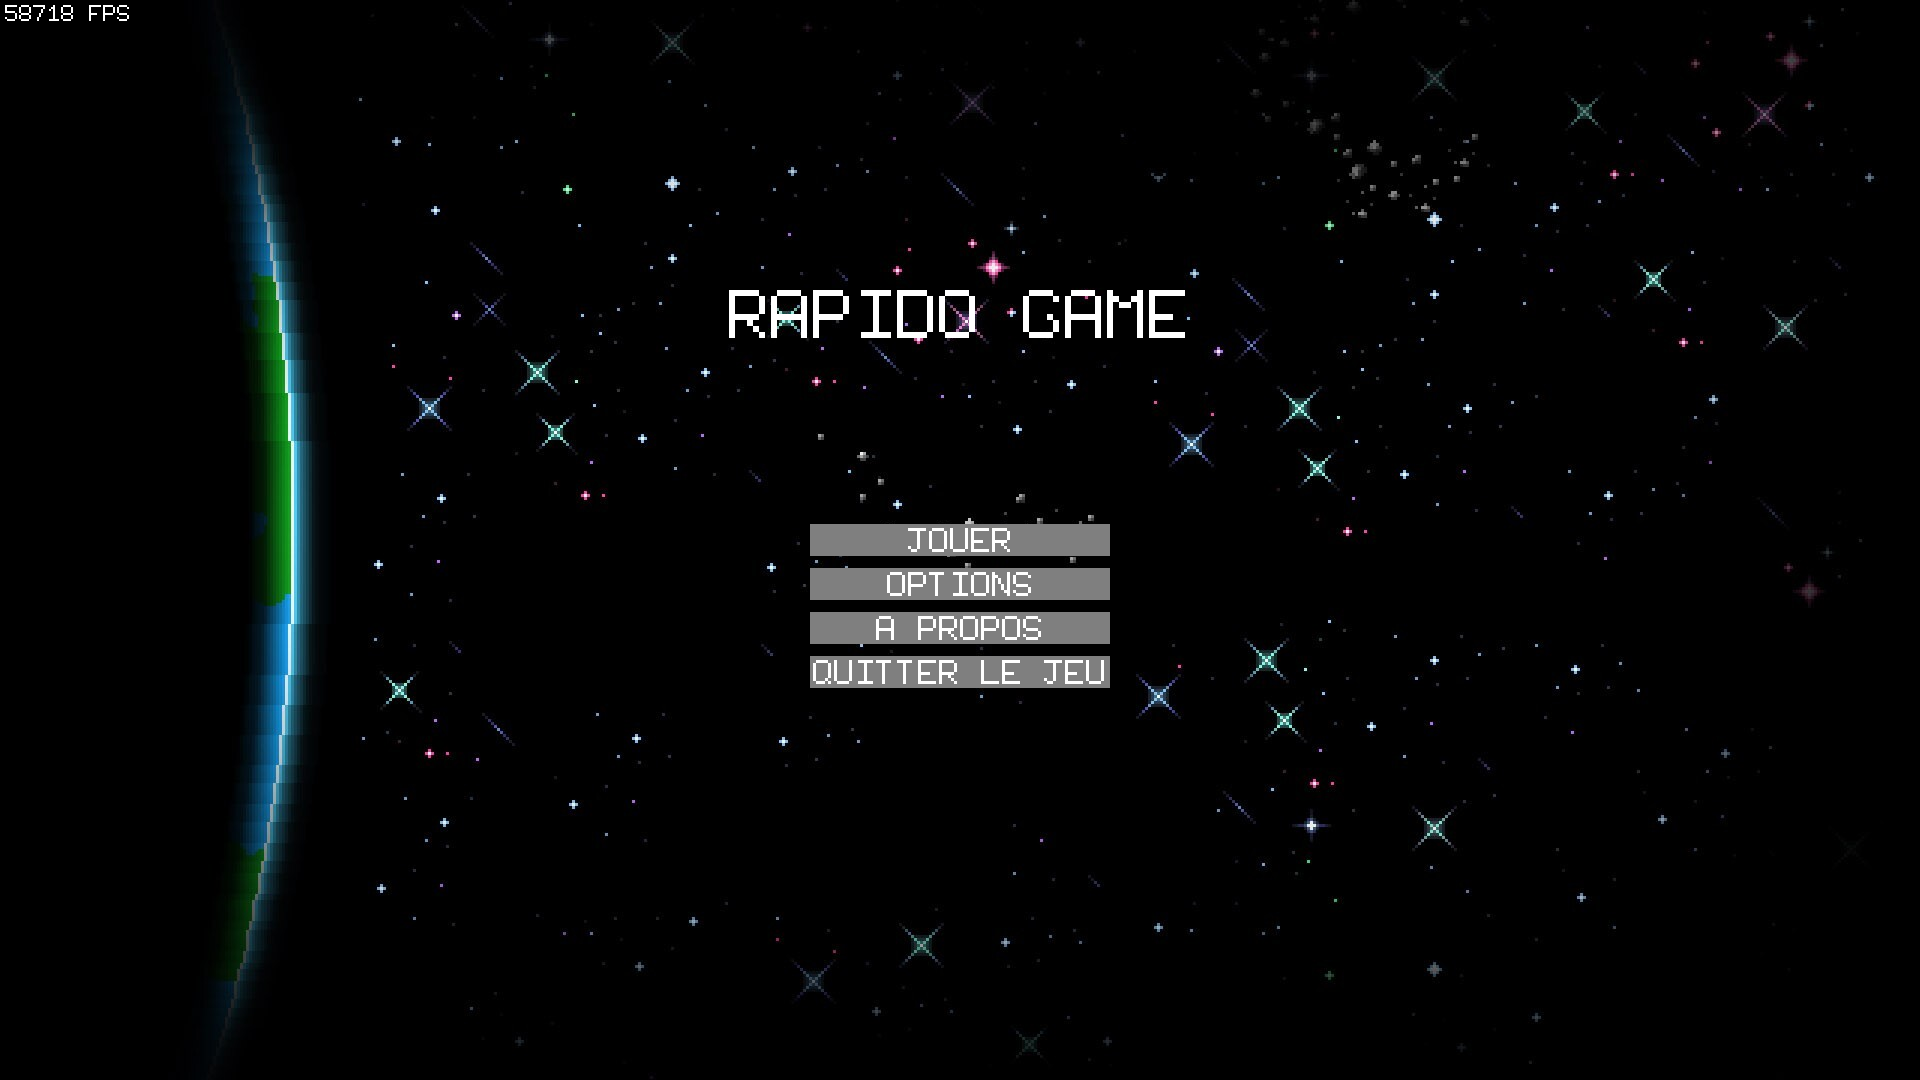 58718 FPS
RAPIDO GAME
JOUER
OPTIONS
A PROPOS
QUITTER LE JEU